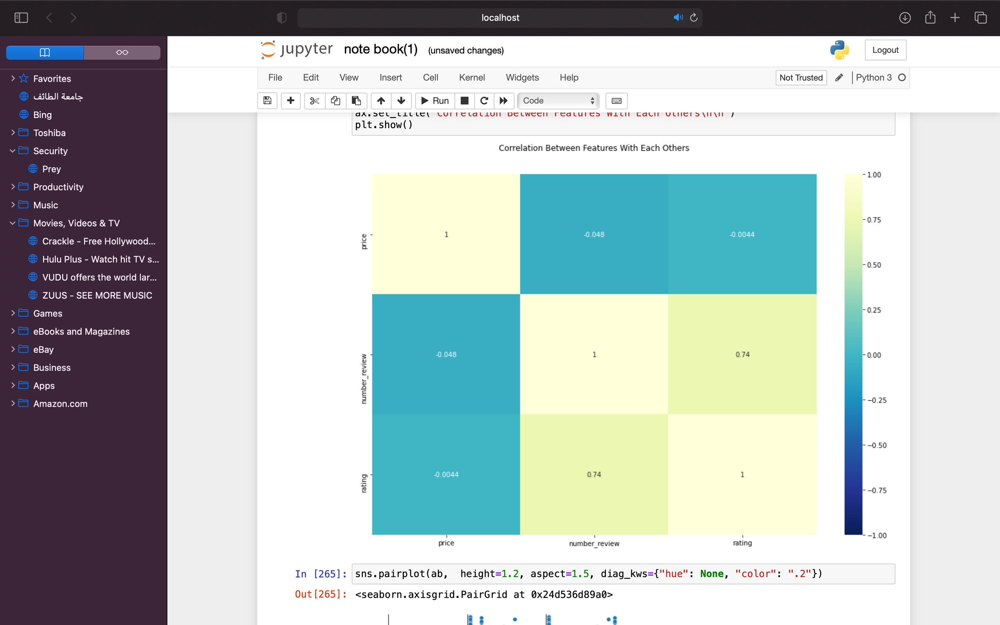 localhost
jupyter note book(1) (unsaved changes)
Logout
File Edit View Insert Cell Kernel Widgets Help
Not Trusted Python 3
Run Code
Favorites
جامعة الطائف
Bing
Toshiba
Security
Prey
Productivity
Music
Movies, Videos & TV
Crackle - Free Hollywood...
Hulu Plus - Watch hit TV s...
VUDU offers the world lar...
ZUUS - SEE MORE MUSIC
Games
eBooks and Magazines
eBay
Business
Apps
Amazon.com
ax.set_title("Correlation Between Features With Each Others\n\n")
plt.show()
Correlation Between Features With Each Others
price 1 -0.048 -0.0044
number_review -0.048 1 0.74
rating -0.0044 0.74 1
price number_review rating
1.00
0.75
0.50
0.25
0.00
−0.25
−0.50
−0.75
−1.00
In [265]: sns.pairplot(ab,  height=1.2, aspect=1.5, diag_kws={"hue": None, "color": ".2"})
Out[265]: <seaborn.axisgrid.PairGrid at 0x24d536d89a0>